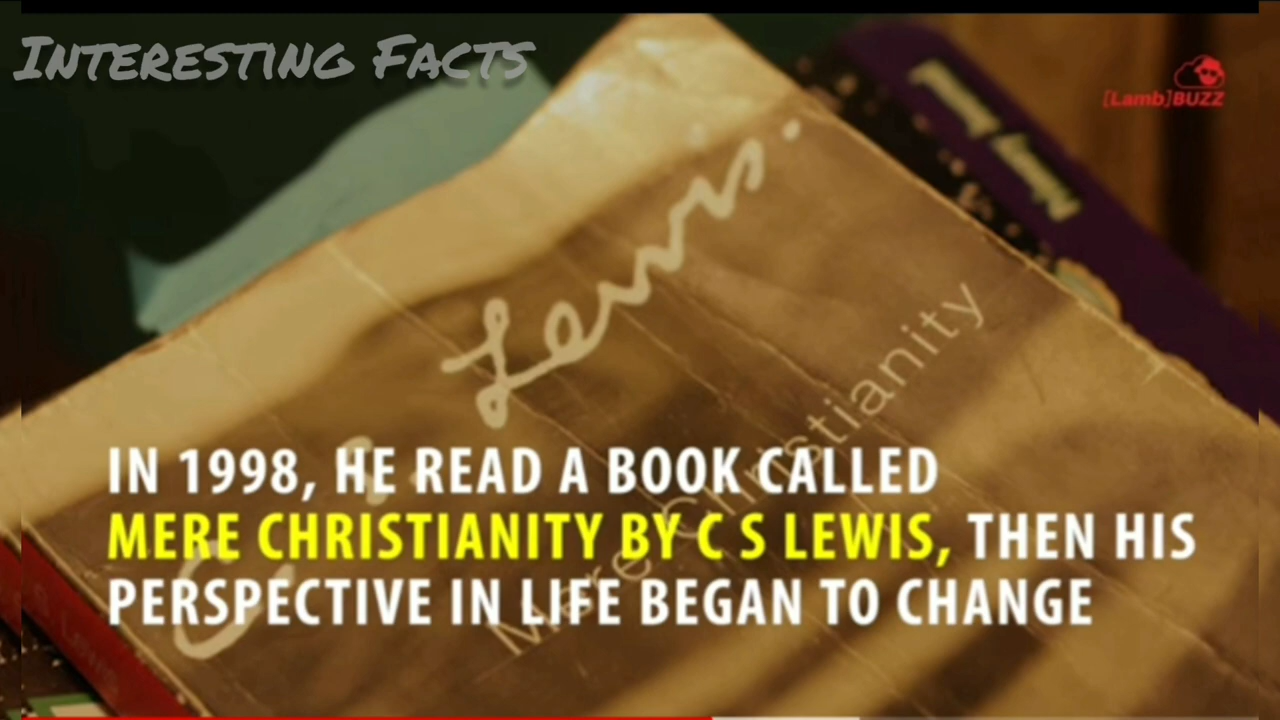 INTERESTING FACTS
[Lamb]BUZZ
C. S. Lewis.
Mere Christianity
IN 1998, HE READ A BOOK CALLED
MERE CHRISTIANITY BY C S LEWIS, THEN HIS
PERSPECTIVE IN LIFE BEGAN TO CHANGE